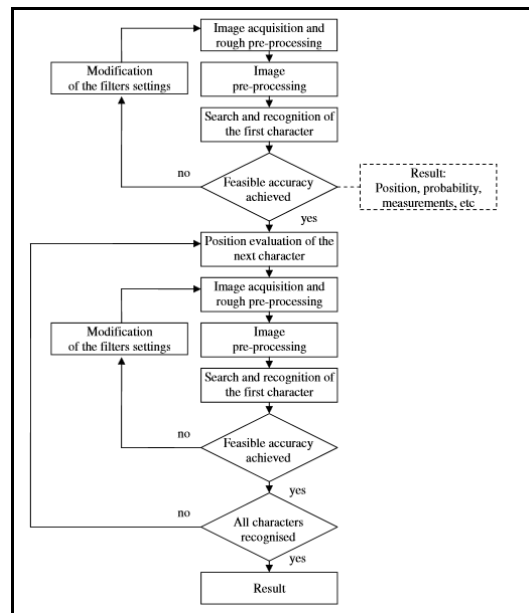 Image acquisition and
rough pre-processing
Modification
of the filters settings
Image
pre-processing
Search and recognition of
the first character
no
Feasible accuracy
achieved
Result:
Position, probability,
measurements, etc
yes
Position evaluation of the
next character
Image acquisition and
rough pre-processing
Modification
of the filters settings
Image
pre-processing
Search and recognition of
the first character
no
Feasible accuracy
achieved
yes
no
All characters
recognised
yes
Result